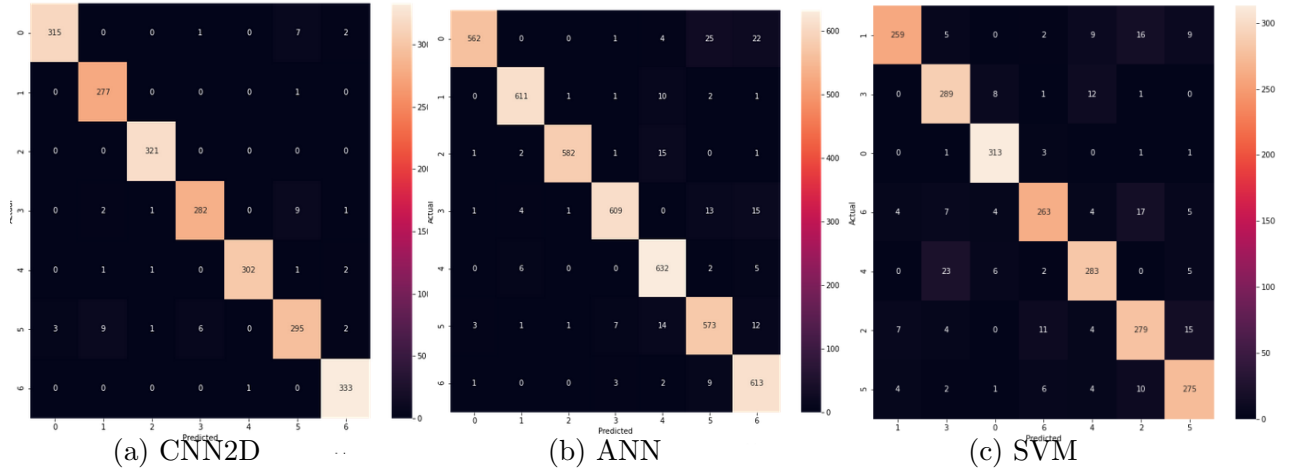 0 315 0 0 1 0 7 2
1 0 277 0 0 0 1 0
2 0 0 321 0 0 0 0
3 0 2 1 282 0 9 1
4 0 1 1 0 302 1 2
5 3 9 1 6 0 295 2
6 0 0 0 0 1 0 333
0 1 2 3 4 5 6
Predicted
50
0
(a) CNN2D
Actual
0 562 0 0 1 4 25 22
1 0 611 1 1 10 2 1
2 1 2 582 1 15 0 1
3 1 4 1 609 0 13 15
4 0 6 0 0 632 2 5
5 3 1 1 7 14 573 12
6 1 0 0 3 2 9 613
0 1 2 3 4 5 6
Predicted
600
500
400
300
200
100
0
(b) ANN
Actual
1 259 5 0 2 9 16 9
3 0 289 8 1 12 1 0
0 0 1 313 3 0 1 1
6 4 7 4 263 4 17 5
4 0 23 6 2 283 0 5
2 7 4 0 11 4 279 15
5 4 2 1 6 4 10 275
1 3 0 6 4 2 5
Predicted
300
250
200
150
100
50
0
(c) SVM